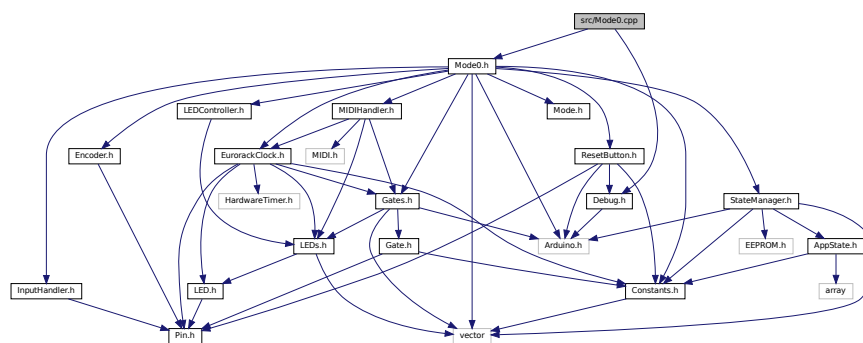 src/Mode0.cpp
Mode0.h
LEDController.h
MIDIHandler.h
Mode.h
Encoder.h
EurorackClock.h
MIDI.h
ResetButton.h
HardwareTimer.h
Gates.h
Debug.h
StateManager.h
LEDs.h
Gate.h
Arduino.h
EEPROM.h
AppState.h
InputHandler.h
LED.h
Constants.h
array
Pin.h
vector